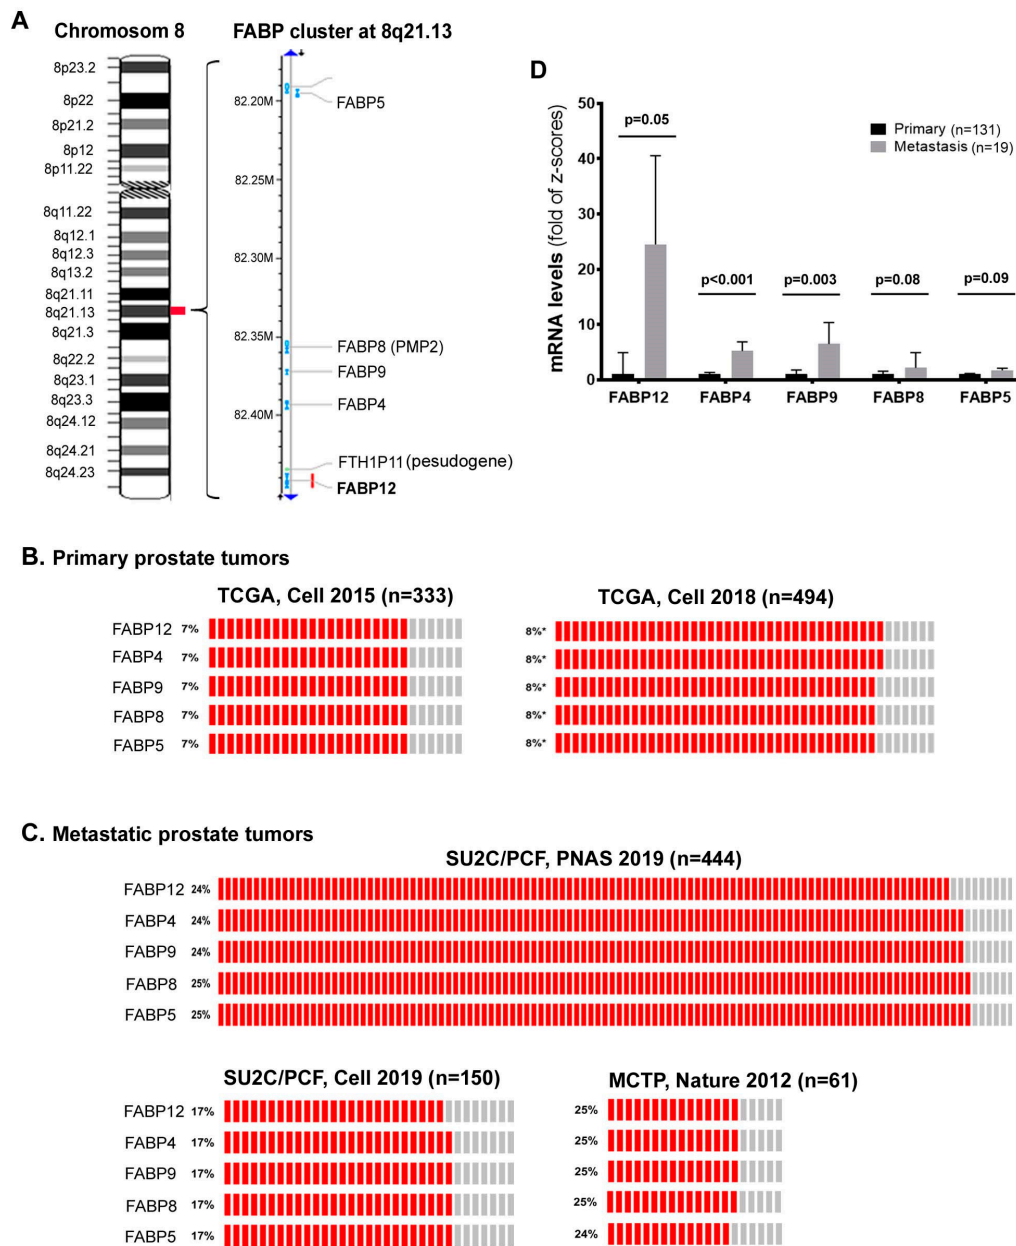 A
Chromosom 8
FABP cluster at 8q21.13
8p23.2
8p22
8p21.2
8p12
8p11.22
8q11.22
8q12.1
8q12.3
8q13.2
8q21.11
8q21.13
8q21.3
8q22.2
8q23.1
8q23.3
8q24.12
8q24.21
8q24.23
82.20M
82.25M
82.30M
82.35M
82.40M
FABP5
FABP8 (PMP2)
FABP9
FABP4
FTH1P11 (pesudogene)
FABP12
D
mRNA levels (fold of z-scores)
50
40
30
20
10
0
p=0.05
p<0.001
p=0.003
p=0.08
p=0.09
Primary (n=131)
Metastasis (n=19)
FABP12 FABP4 FABP9 FABP8 FABP5
B. Primary prostate tumors
TCGA, Cell 2015 (n=333)
FABP12 7%
FABP4 7%
FABP9 7%
FABP8 7%
FABP5 7%
TCGA, Cell 2018 (n=494)
8%*
8%*
8%*
8%*
8%*
C. Metastatic prostate tumors
SU2C/PCF, PNAS 2019 (n=444)
FABP12 24%
FABP4 24%
FABP9 24%
FABP8 25%
FABP5 25%
SU2C/PCF, Cell 2019 (n=150)
FABP12 17%
FABP4 17%
FABP9 17%
FABP8 17%
FABP5 17%
MCTP, Nature 2012 (n=61)
25%
25%
25%
25%
24%